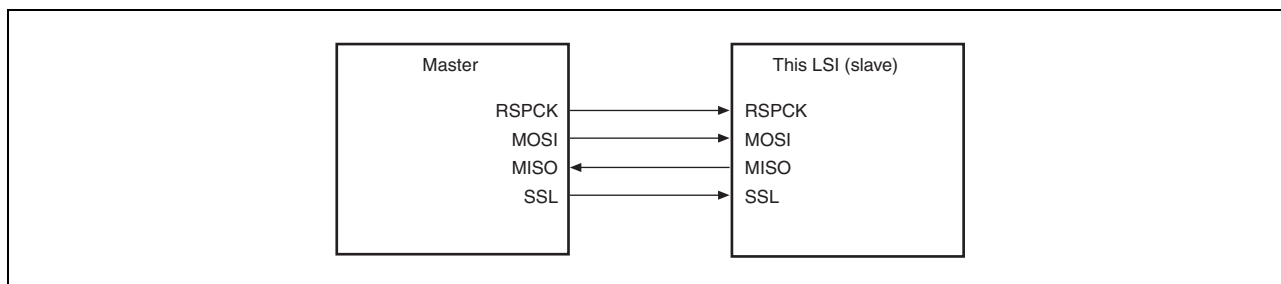 Master
This LSI (slave)
RSPCK
RSPCK
MOSI
MOSI
MISO
MISO
SSL
SSL